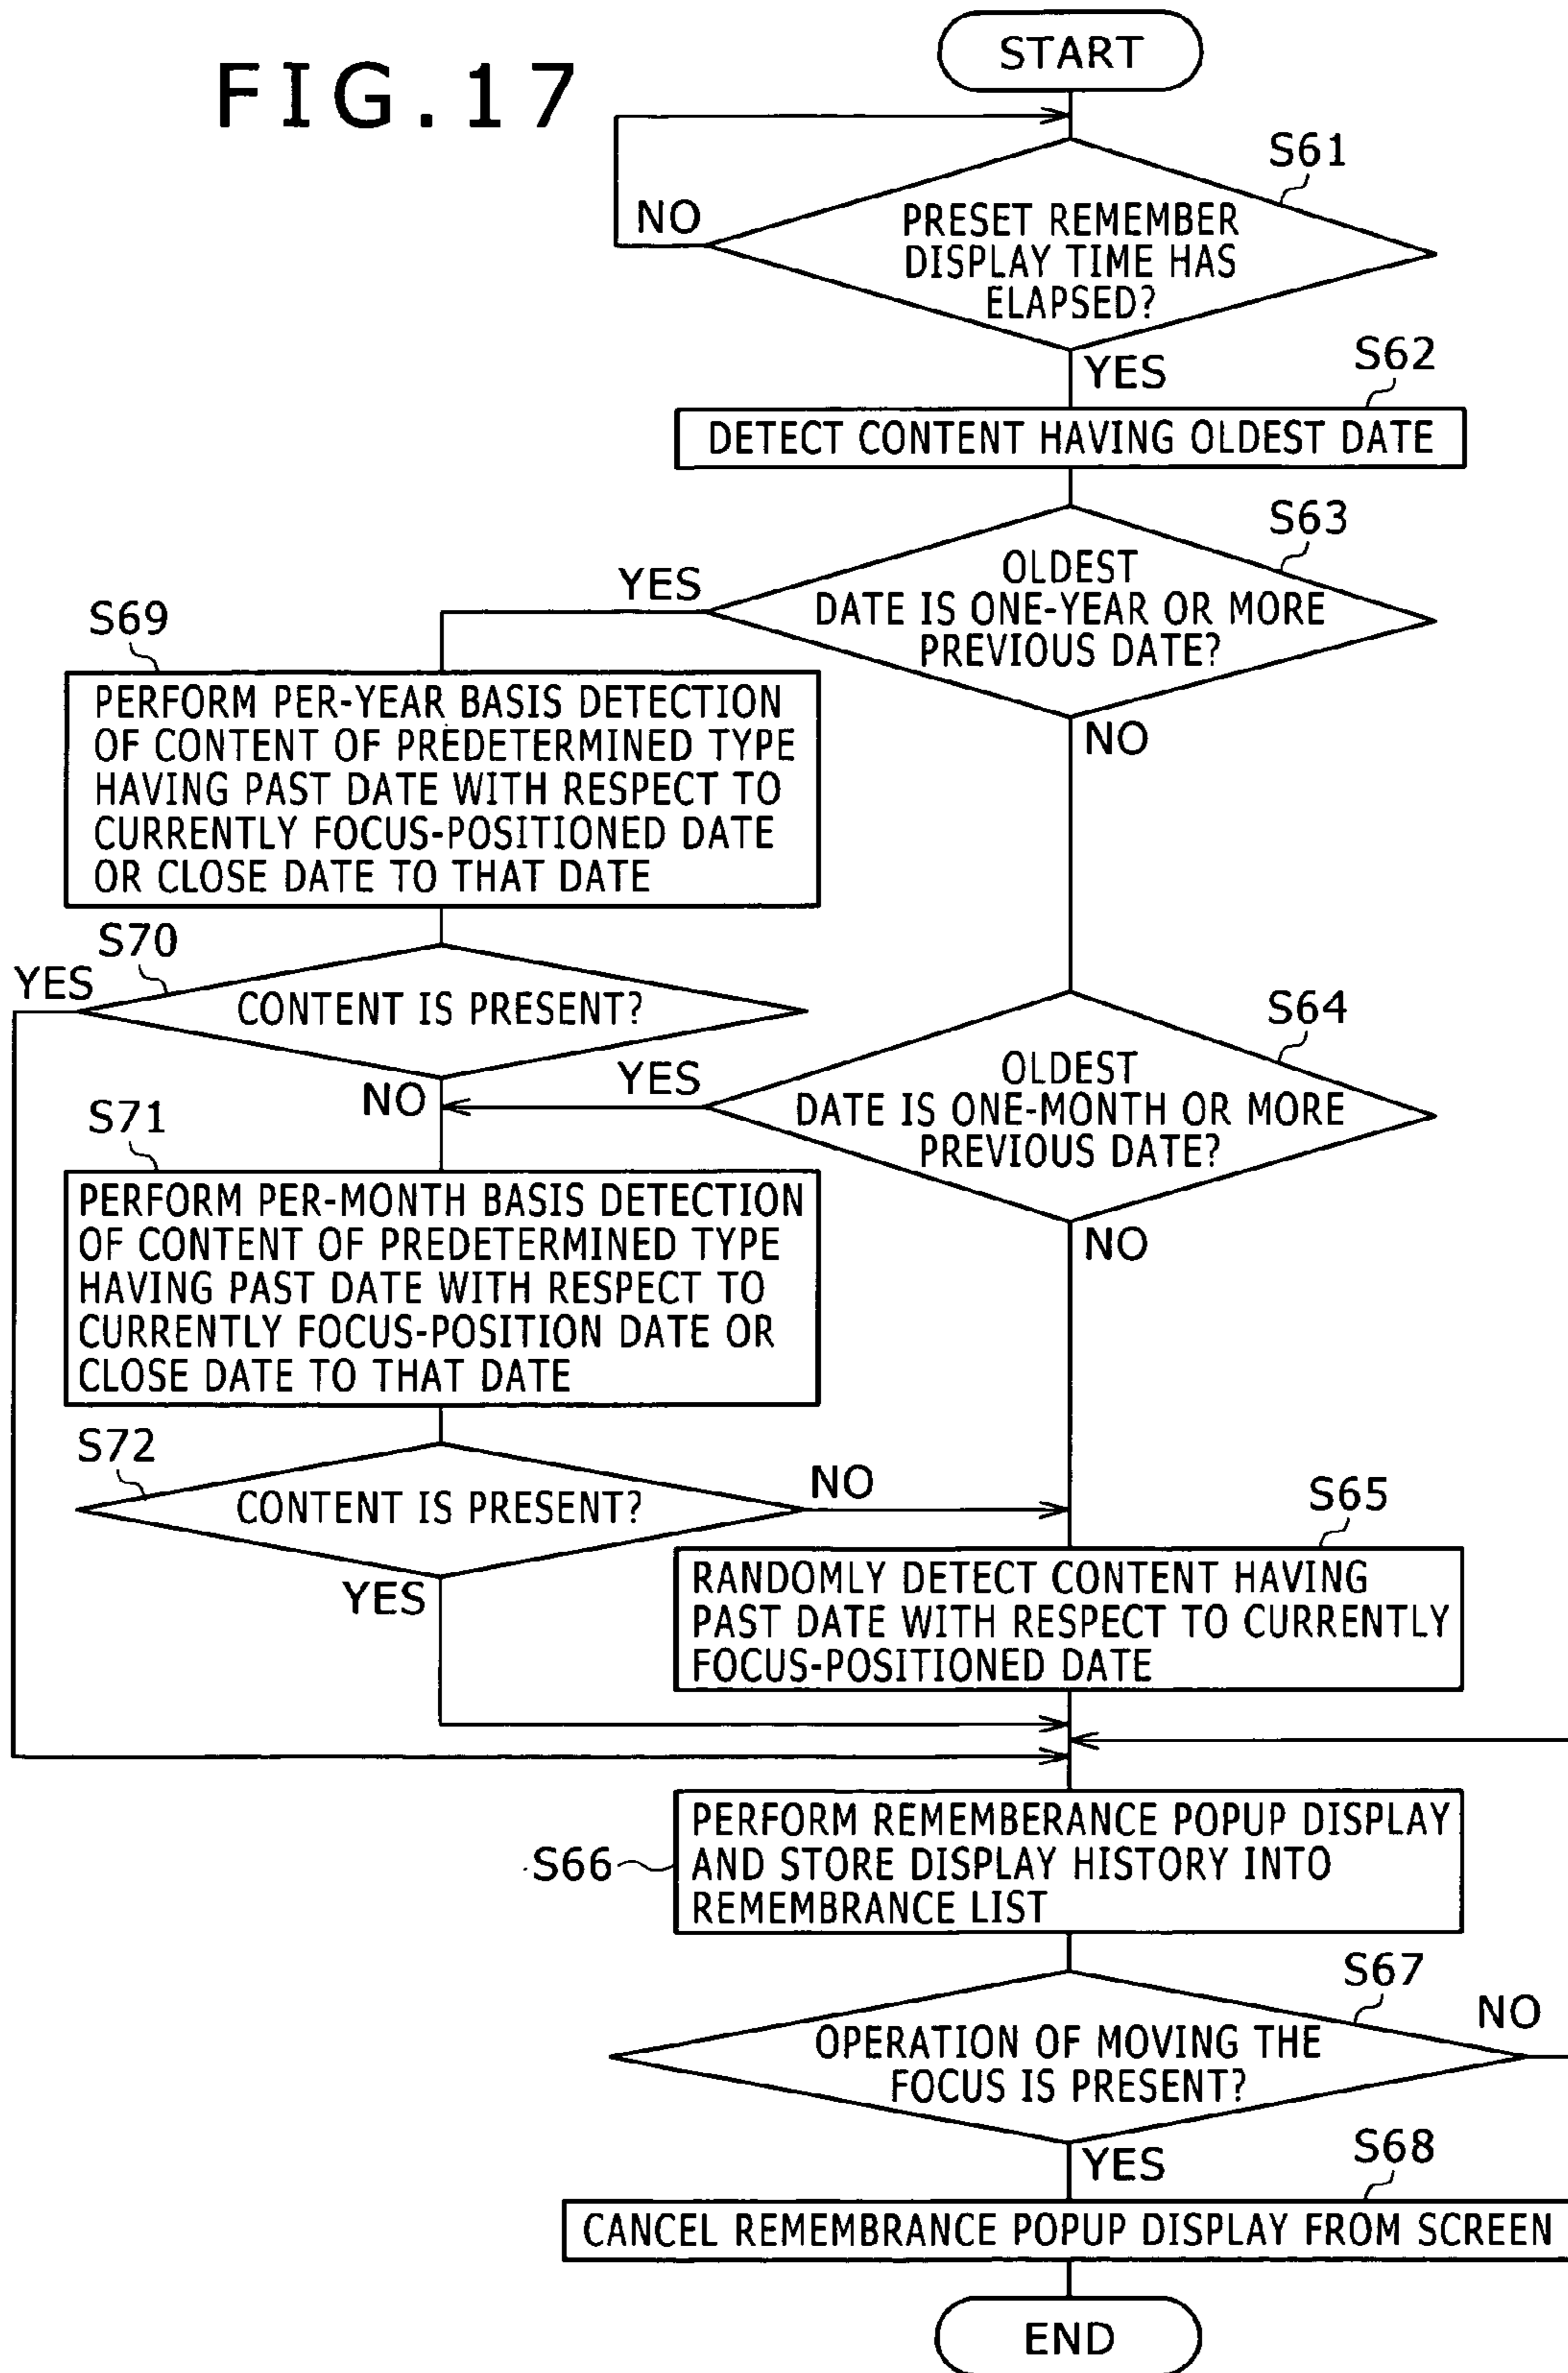 FIG.17
START
S61
NO
PRESET REMEMBER
DISPLAY TIME HAS
ELAPSED?
YES
S62
DETECT CONTENT HAVING OLDEST DATE
S63
OLDEST
DATE IS ONE-YEAR OR MORE
PREVIOUS DATE?
YES
NO
S69
PERFORM PER-YEAR BASIS DETECTION
OF CONTENT OF PREDETERMINED TYPE
HAVING PAST DATE WITH RESPECT TO
CURRENTLY FOCUS-POSITIONED DATE
OR CLOSE DATE TO THAT DATE
S70
YES
CONTENT IS PRESENT?
NO
S64
OLDEST
DATE IS ONE-MONTH OR MORE
PREVIOUS DATE?
YES
NO
S71
PERFORM PER-MONTH BASIS DETECTION
OF CONTENT OF PREDETERMINED TYPE
HAVING PAST DATE WITH RESPECT TO
CURRENTLY FOCUS-POSITION DATE OR
CLOSE DATE TO THAT DATE
S72
CONTENT IS PRESENT?
NO
YES
S65
RANDOMLY DETECT CONTENT HAVING
PAST DATE WITH RESPECT TO CURRENTLY
FOCUS-POSITIONED DATE
S66
PERFORM REMEMBERANCE POPUP DISPLAY
AND STORE DISPLAY HISTORY INTO
REMEMBRANCE LIST
S67
NO
OPERATION OF MOVING THE
FOCUS IS PRESENT?
YES
S68
CANCEL REMEMBRANCE POPUP DISPLAY FROM SCREEN
END